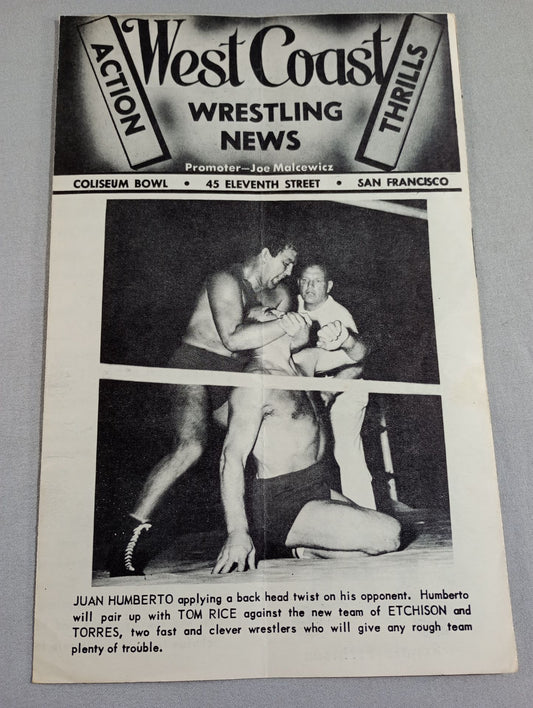 ACTION
West Coast
WRESTLING
NEWS
THRILLS
Promoter—Joe Malcewicz
COLISEUM BOWL • 45 ELEVENTH STREET • SAN FRANCISCO
JUAN HUMBERTO applying a back head twist on his opponent. Humberto
will pair up with TOM RICE against the new team of ETCHISON and
TORRES, two fast and clever wrestlers who will give any rough team
plenty of trouble.